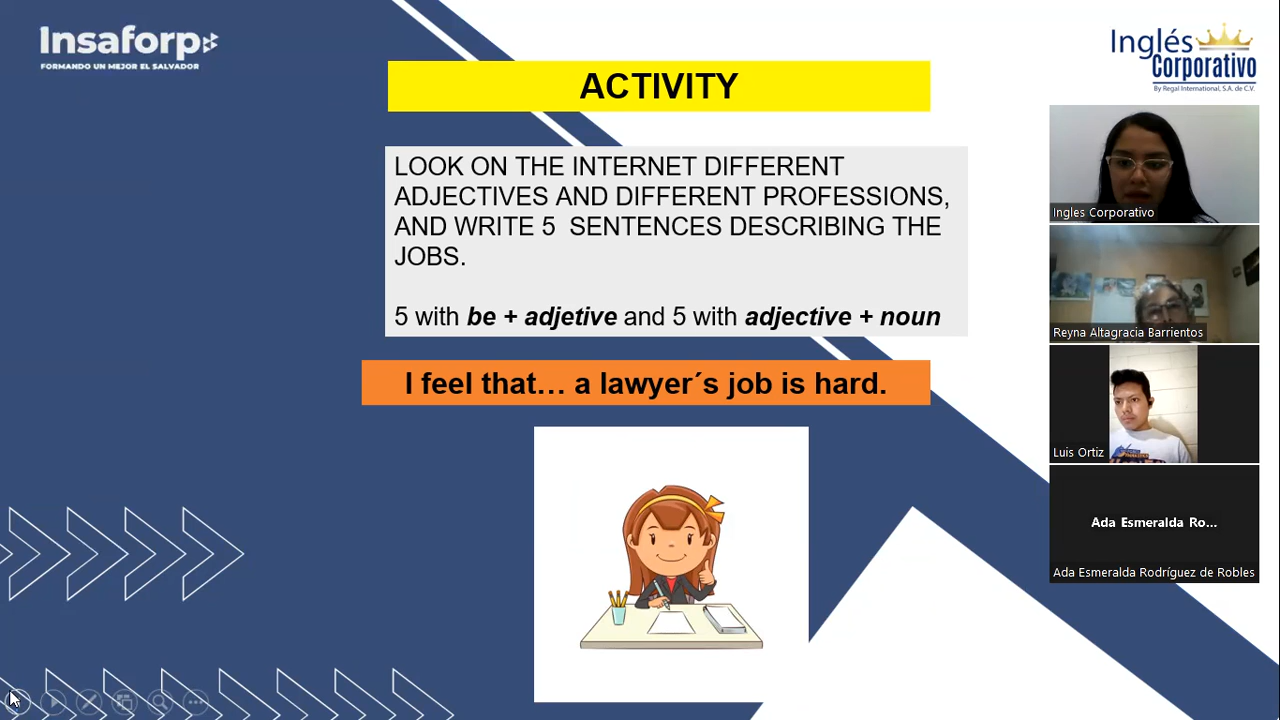 Insaforp
FORMANDO UN MEJOR EL SALVADOR
Inglés
Corporativo
By Regal International, S.A. de C.V.
ACTIVITY
LOOK ON THE INTERNET DIFFERENT
ADJECTIVES AND DIFFERENT PROFESSIONS,
AND WRITE 5  SENTENCES DESCRIBING THE
JOBS.
5 with be + adjetive and 5 with adjective + noun
I feel that… a lawyer´s job is hard.
Ingles Corporativo
Reyna Altagracia Barrientos
Luis Ortiz
Ada Esmeralda Ro...
Ada Esmeralda Rodríguez de Robles